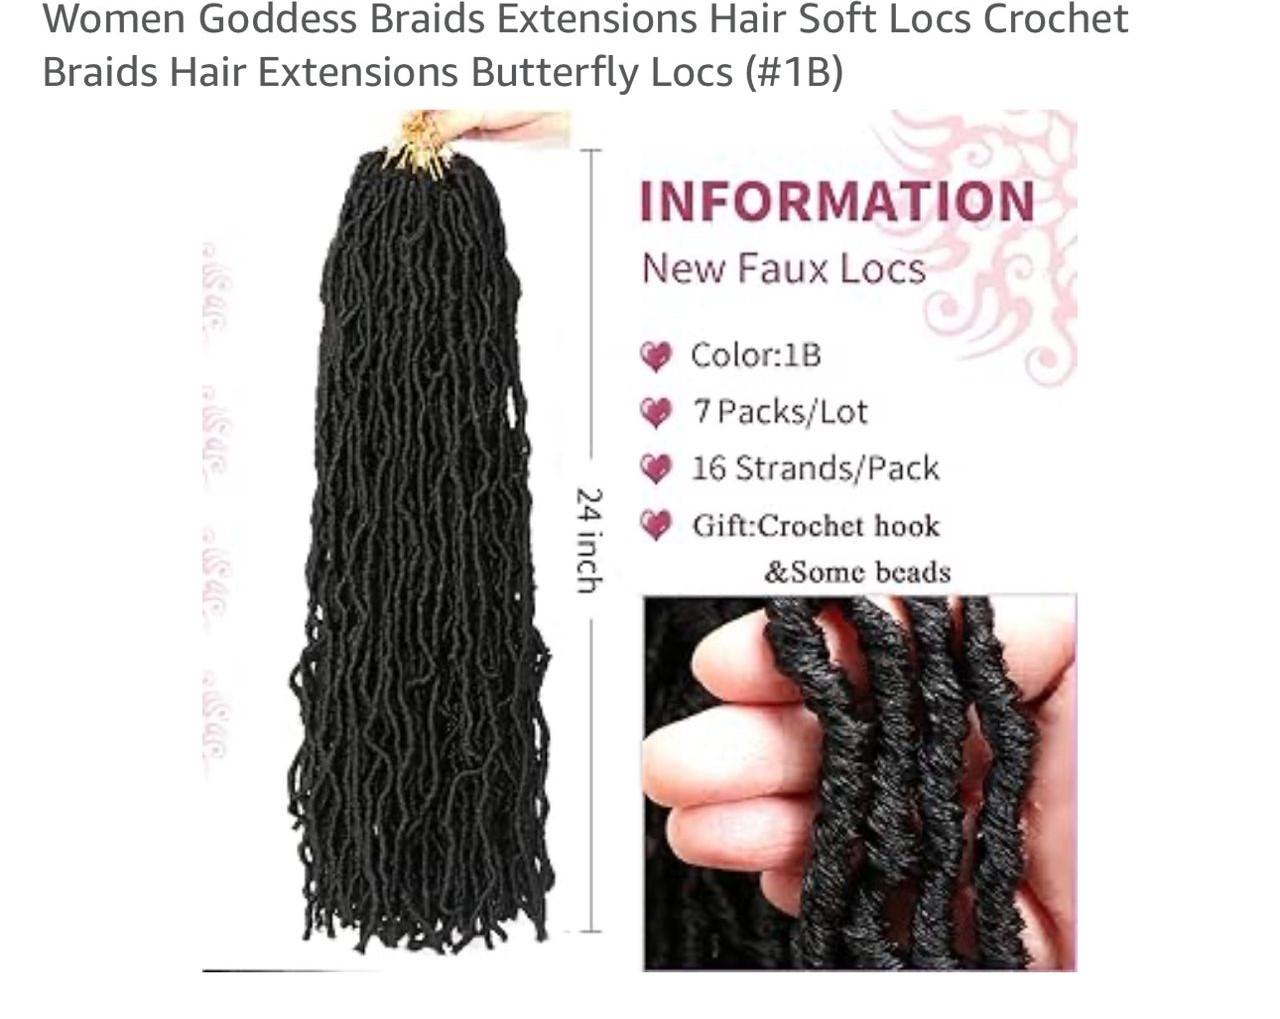 Women Goddess Braids Extensions Hair Soft Locs Crochet
Braids Hair Extensions Butterfly Locs (#1B)
INFORMATION
New Faux Locs
Color:1B
7 Packs/Lot
16 Strands/Pack
Gift:Crochet hook
&Some beads
24 inch